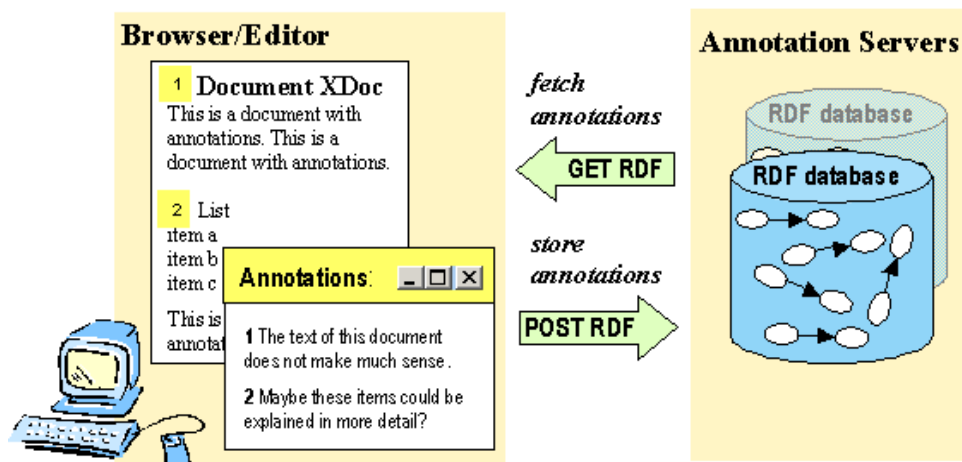 Browser/Editor
1 Document XDoc
This is a document with
annotations. This is a
document with annotations.
2 List
item a
item b
item c
This is
annotat
Annotations:
1 The text of this document
does not make much sense.
2 Maybe these items could be
explained in more detail?
fetch
annotations
GET RDF
store
annotations
POST RDF
Annotation Servers
RDF database
RDF database